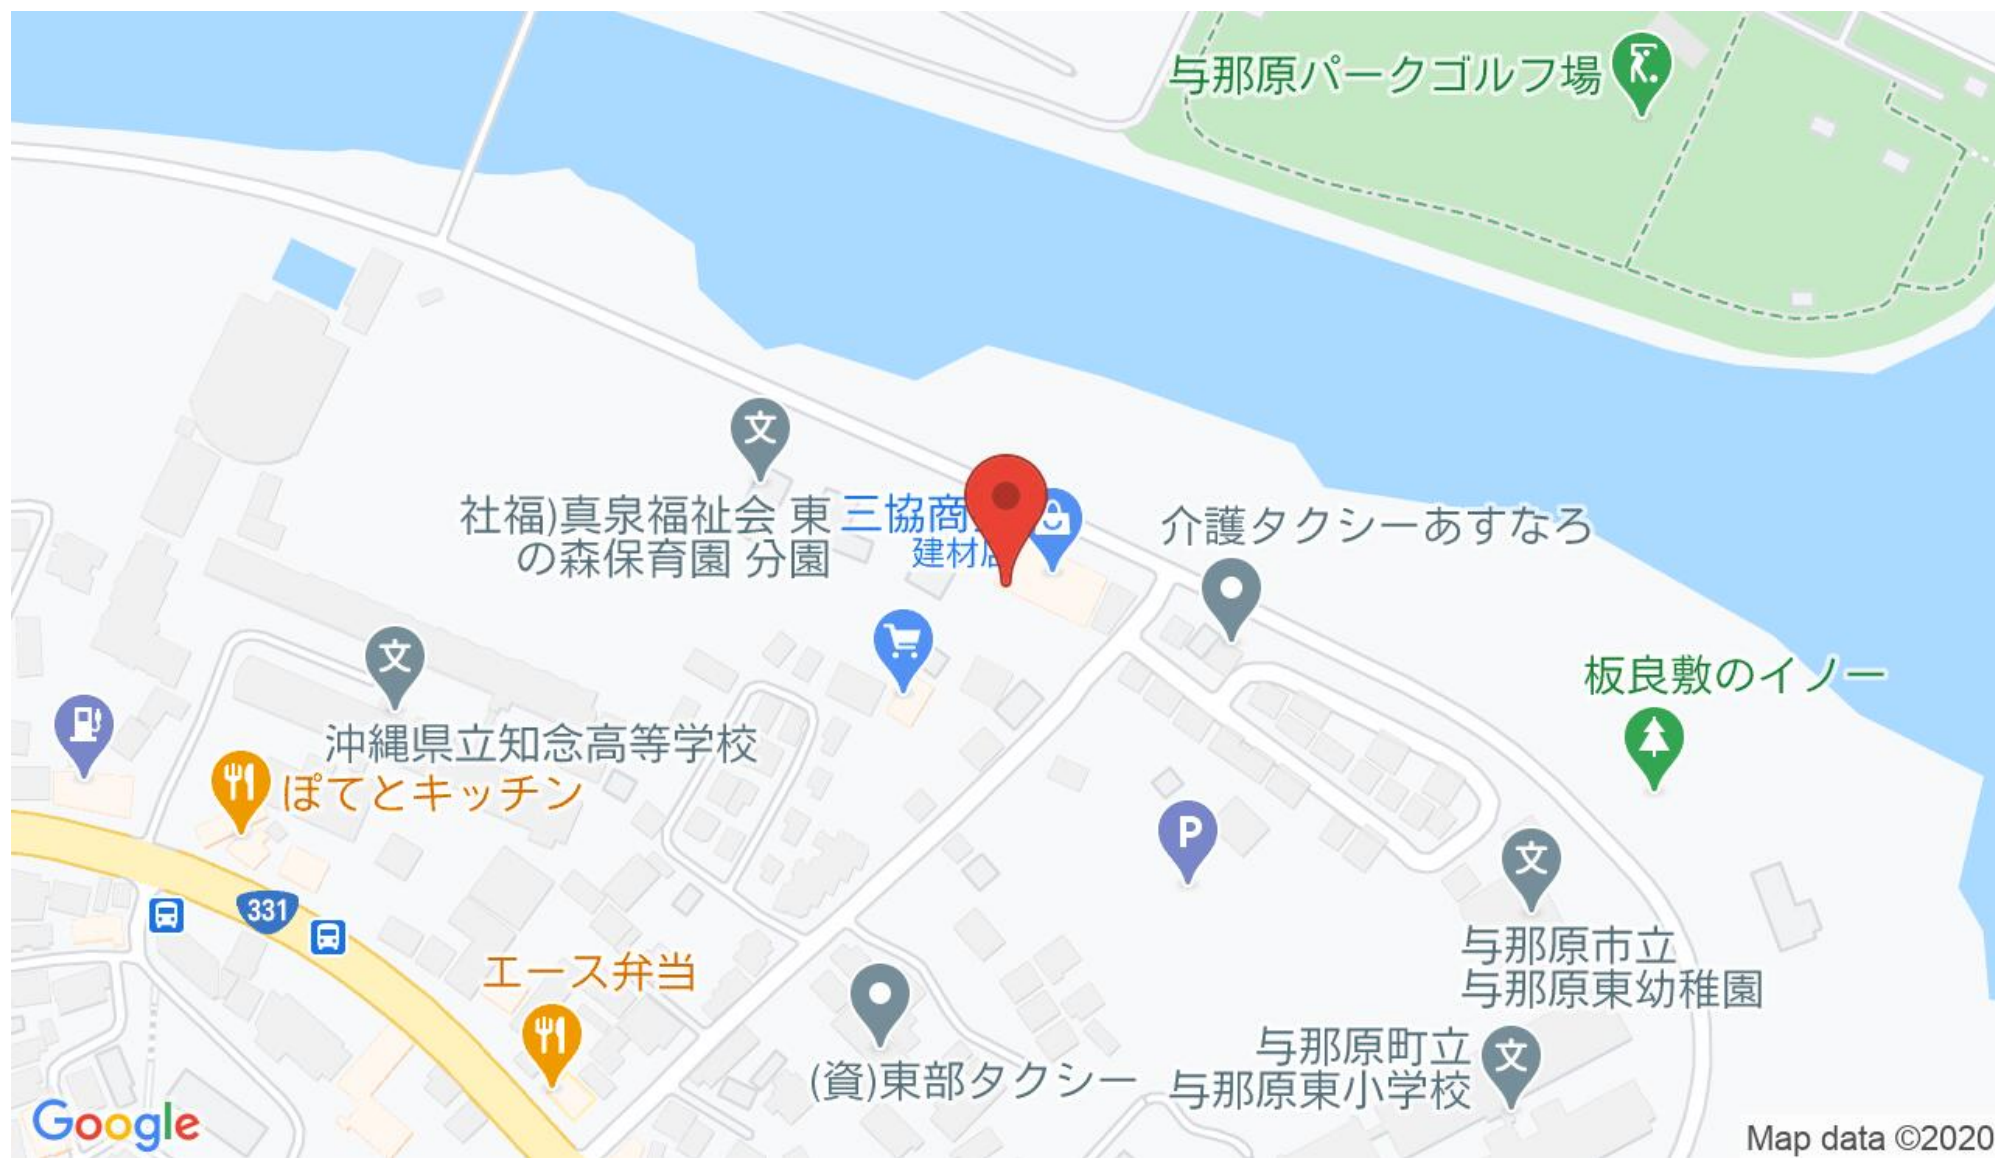 与那原パークゴルフ場
文
社福)真泉福祉会 東
の森保育園 分園
三協商
建材店
介護タクシーあすなろ
板良敷のイノー
文
沖縄県立知念高等学校
ぽてとキッチン
P
文
331
与那原市立
与那原東幼稚園
エース弁当
与那原町立
与那原東小学校
文
(資)東部タクシー
Google
Map data ©2020